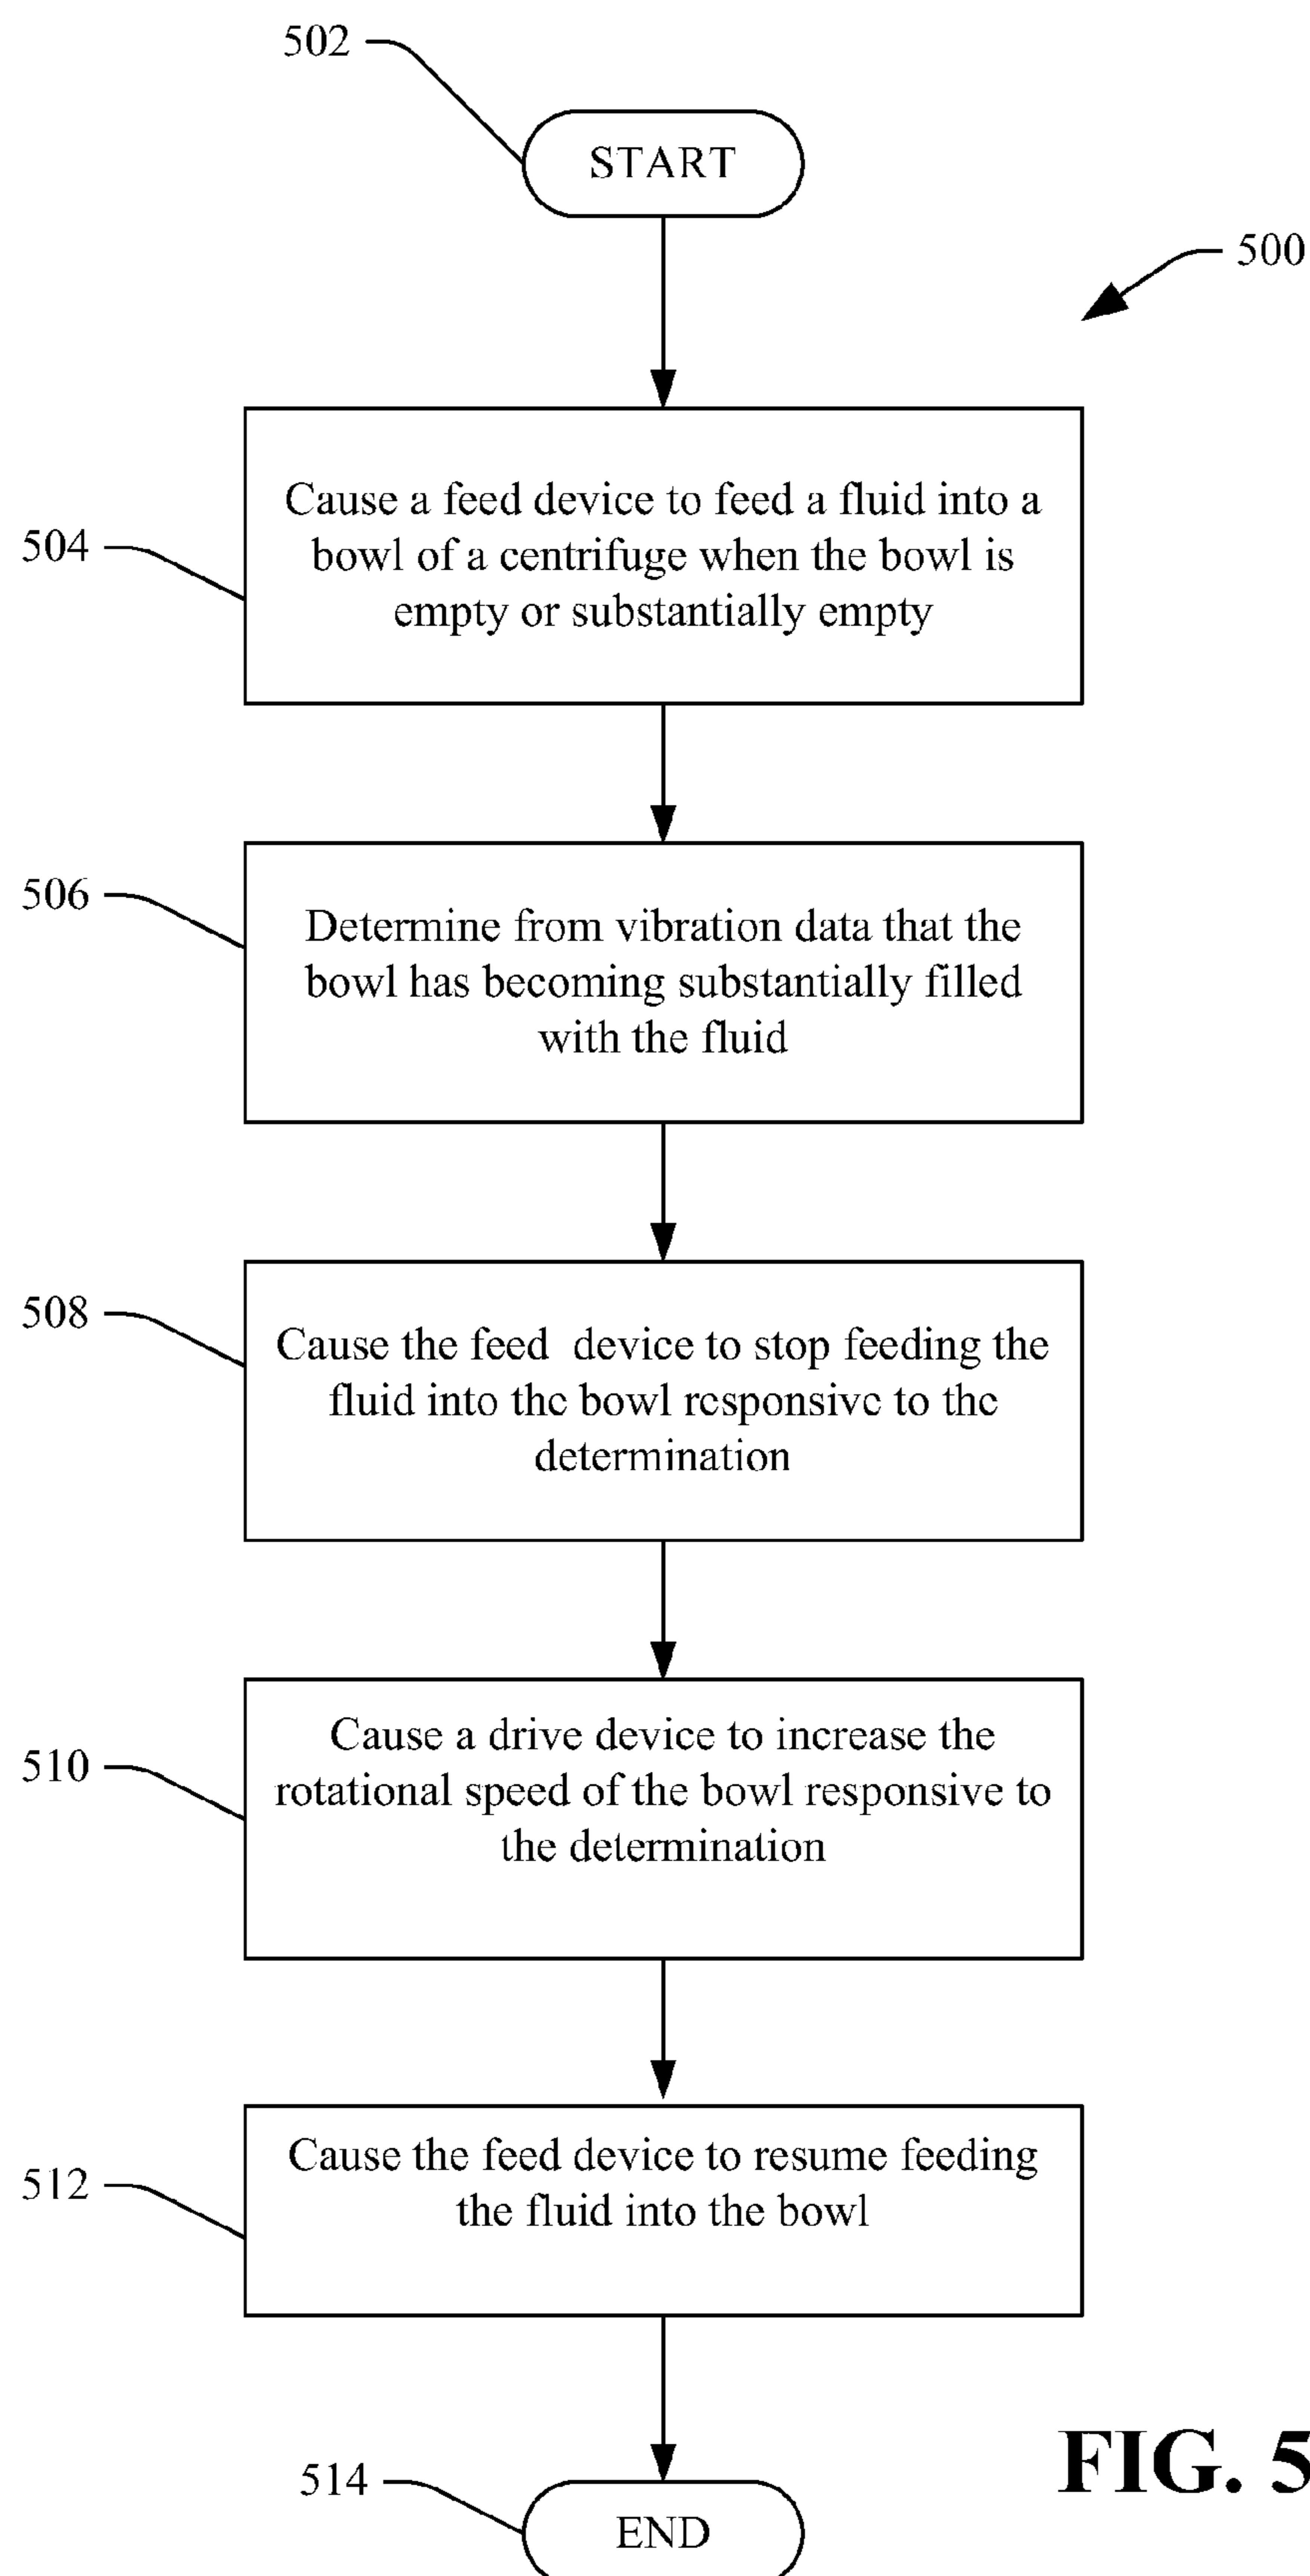 502
START
500
504
Cause a feed device to feed a fluid into a
bowl of a centrifuge when the bowl is
empty or substantially empty
506
Determine from vibration data that the
bowl has becoming substantially filled
with the fluid
508
Cause the feed device to stop feeding the
fluid into the bowl responsive to the
determination
510
Cause a drive device to increase the
rotational speed of the bowl responsive to
the determination
512
Cause the feed device to resume feeding
the fluid into the bowl
514
END
FIG. 5